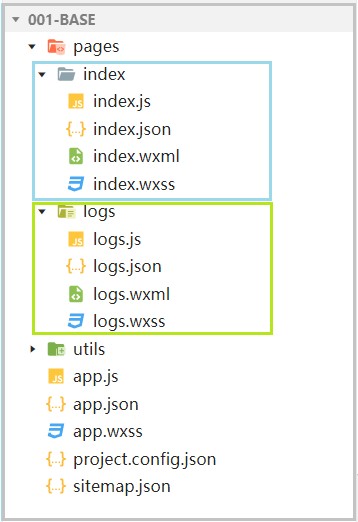 001-BASE
pages
index
index.js
index.json
index.wxml
index.wxss
logs
logs.js
logs.json
logs.wxml
logs.wxss
utils
app.js
app.json
app.wxss
project.config.json
sitemap.json